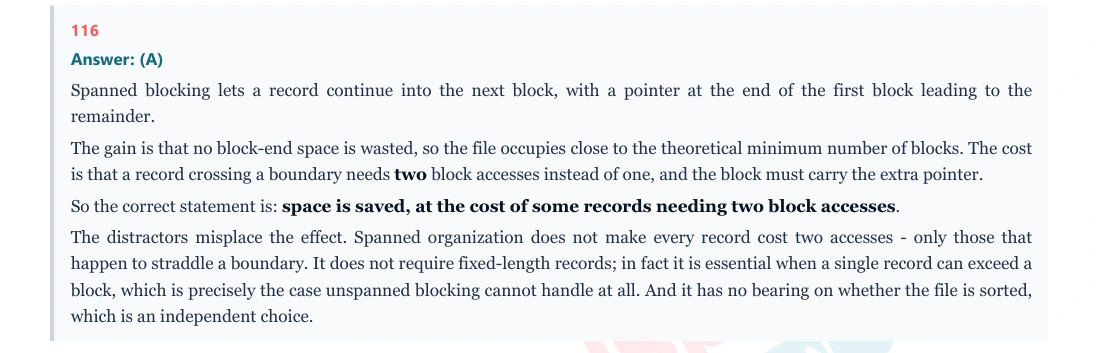 116
Answer: (A)
Spanned blocking lets a record continue into the next block, with a pointer at the end of the first block leading to the
remainder.
The gain is that no block-end space is wasted, so the file occupies close to the theoretical minimum number of blocks. The cost
is that a record crossing a boundary needs two block accesses instead of one, and the block must carry the extra pointer.
So the correct statement is: space is saved, at the cost of some records needing two block accesses.
The distractors misplace the effect. Spanned organization does not make every record cost two accesses - only those that
happen to straddle a boundary. It does not require fixed-length records; in fact it is essential when a single record can exceed a
block, which is precisely the case unspanned blocking cannot handle at all. And it has no bearing on whether the file is sorted,
which is an independent choice.